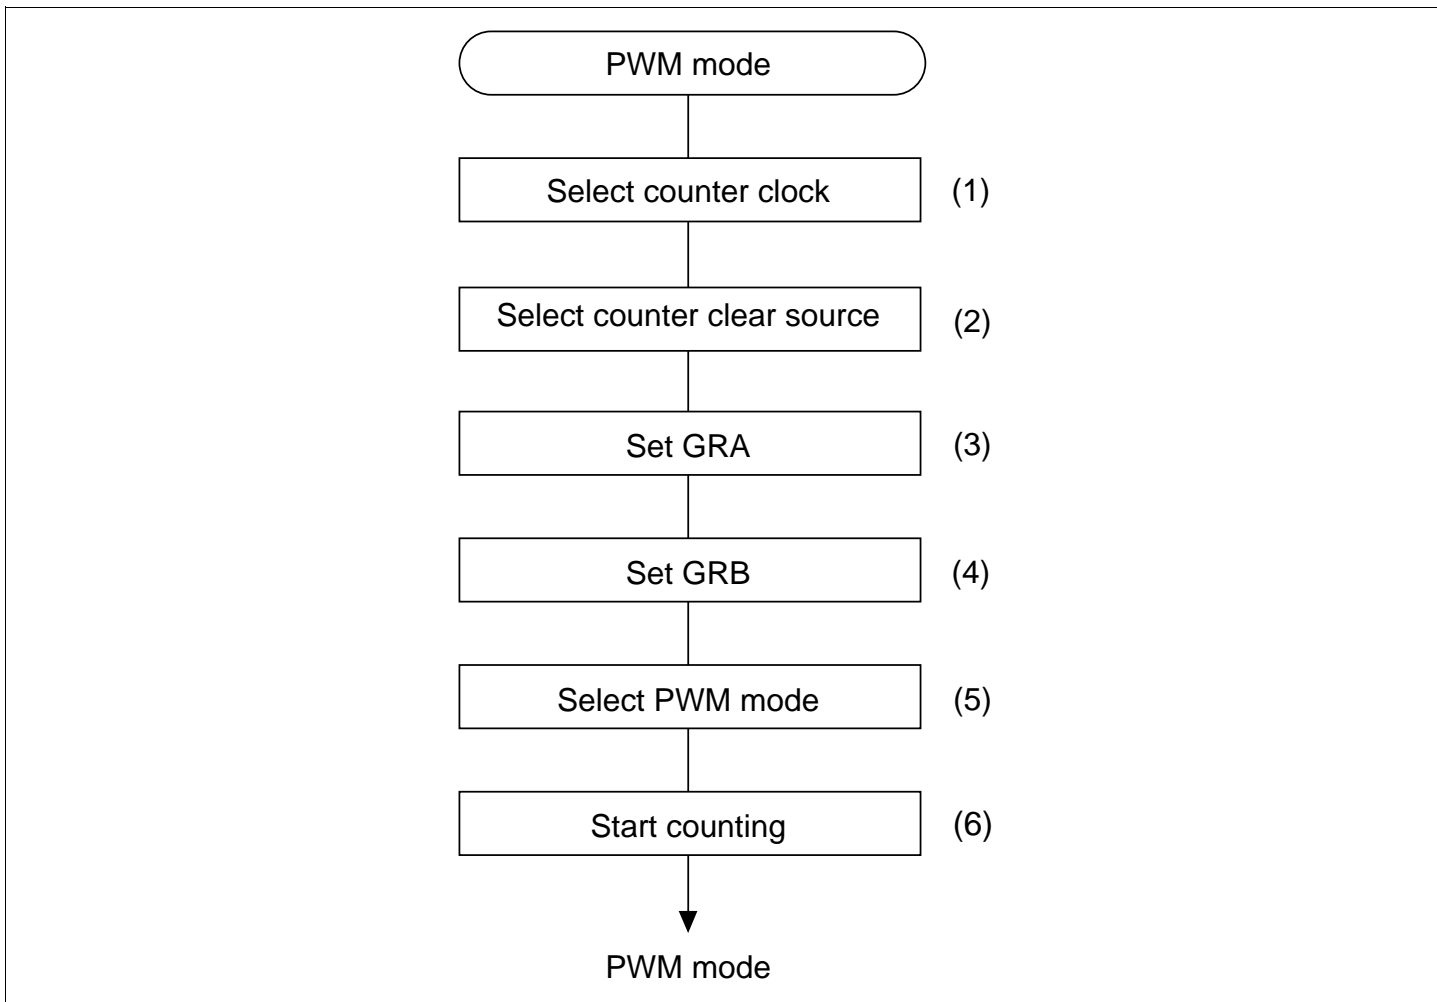 PWM mode
Select counter clock (1)
Select counter clear source (2)
Set GRA (3)
Set GRB (4)
Select PWM mode (5)
Start counting (6)
PWM mode